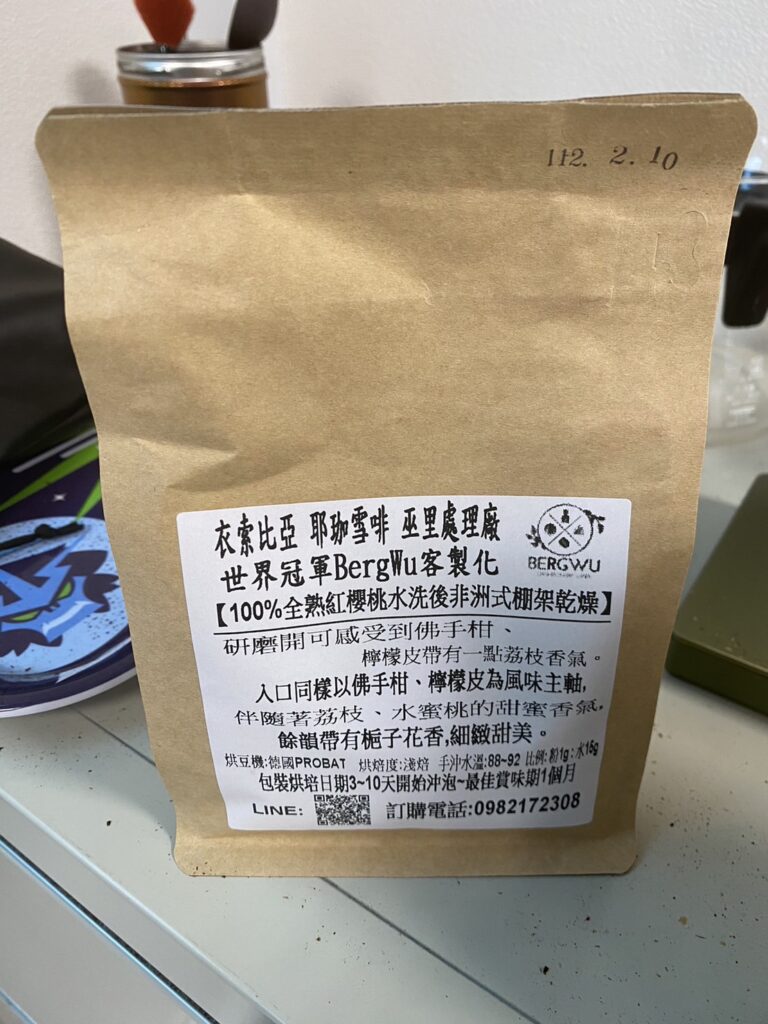 112. 2. 10
衣索比亞 耶珈雪啡 巫里處理廠
世界冠軍BergWu客製化
BERGWU
【100%全熟紅櫻桃水洗後非洲式棚架乾燥】
研磨開可感受到佛手柑、
檸檬皮帶有一點荔枝香氣。
入口同樣以佛手柑、檸檬皮為風味主軸,
伴隨著荔枝、水蜜桃的甜蜜香氣,
餘韻帶有梔子花香,細緻甜美。
烘豆機:德國PROBAT 烘焙度:淺焙 手沖水溫:88~92 比例:粉1g:水15g
包裝烘培日期3~10天開始沖泡~最佳賞味期1個月
LINE: 訂購電話:0982172308